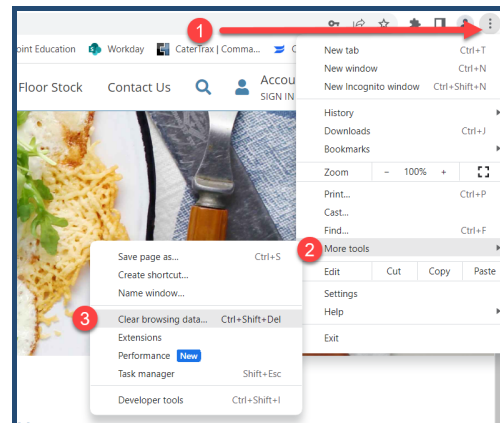 1
oint Education Workday CaterTrax | Comma...
Floor Stock Contact Us Accou
SIGN IN
New tab Ctrl+T
New window Ctrl+N
New Incognito window Ctrl+Shift+N
History
Downloads Ctrl+J
Bookmarks
Zoom - 100% +
Print... Ctrl+P
Cast...
Find... Ctrl+F
2 More tools
Edit Cut Copy Paste
Settings
Help
Exit
Save page as... Ctrl+S
Create shortcut...
Name window...
3 Clear browsing data... Ctrl+Shift+Del
Extensions
Performance New
Task manager Shift+Esc
Developer tools Ctrl+Shift+I